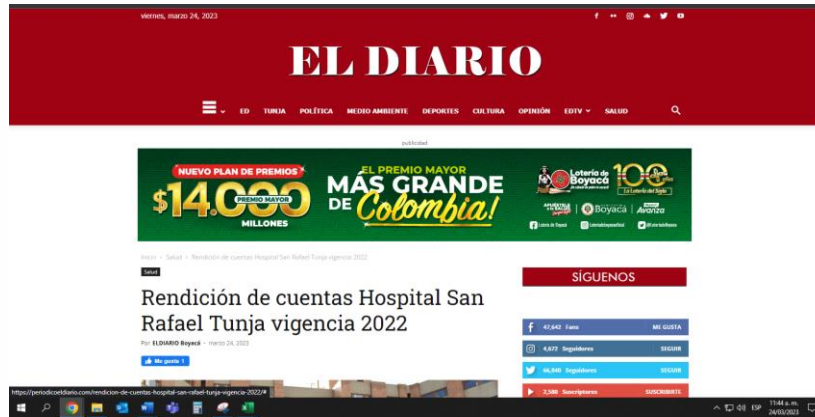 viernes, marzo 24, 2023
EL DIARIO
ED TUNJA POLÍTICA MEDIO AMBIENTE DEPORTES CULTURA OPINIÓN EDTV SALUD
publicidad
NUEVO PLAN DE PREMIOS
$14.000
PREMIO MAYOR
MILLONES
EL PREMIO MAYOR
MÁS GRANDE
DE Colombia!
Lotería de
Boyacá
100
La Lotería del Siglo
Boyacá
Avanza
Inicio › Salud › Rendición de cuentas Hospital San Rafael Tunja-vigencia 2022
Salud
Rendición de cuentas Hospital San
Rafael Tunja vigencia 2022
Por ELDIARIO Boyacá - marzo 24, 2023
Me gusta 1
SÍGUENOS
47,642 Fans ME GUSTA
4,672 Seguidores SEGUIR
Seguidores SEGUIR
2,580 Suscriptores SUSCRIBIRTE
https://periodicoeldiario.com/rendicion-de-cuentas-hospital-san-rafael-tunja-vigencia-2022/#
ESP
11:44 a. m.
24/03/2023